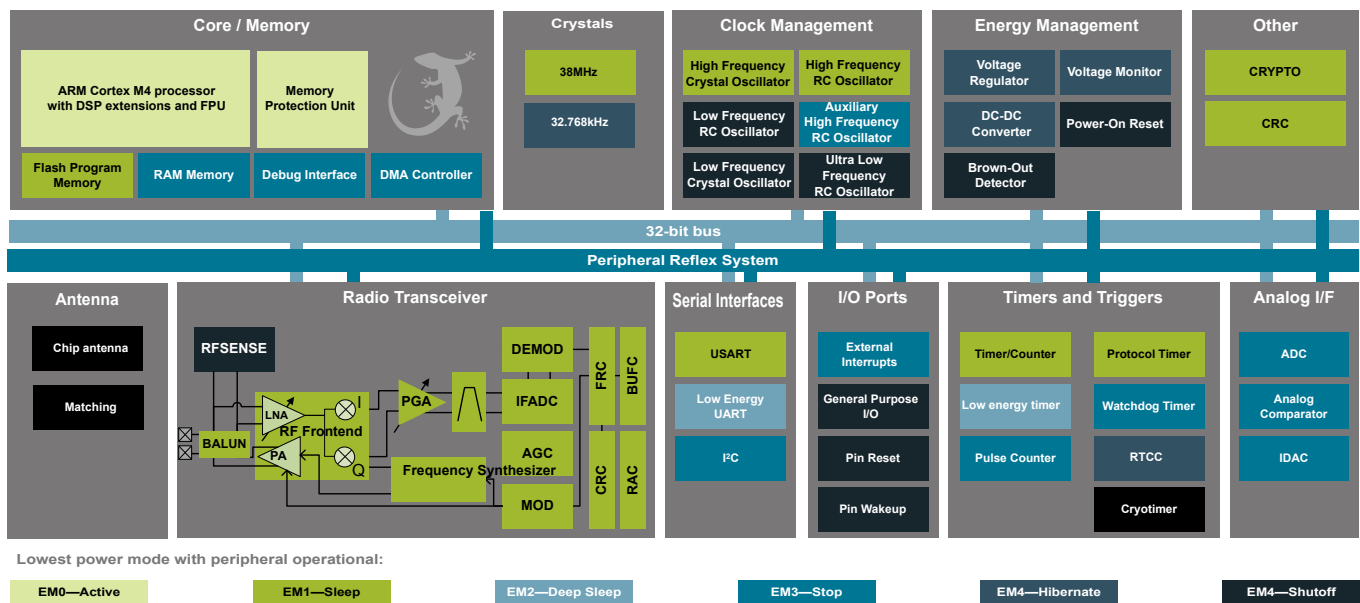 Core / Memory
Crystals
Clock Management
Energy Management
Other
ARM Cortex M4 processor
with DSP extensions and FPU
Memory
Protection Unit
Flash Program
Memory
RAM Memory
Debug Interface
DMA Controller
38MHz
32.768kHz
High Frequency
Crystal Oscillator
High Frequency
RC Oscillator
Low Frequency
RC Oscillator
Auxiliary
High Frequency
RC Oscillator
Low Frequency
Crystal Oscillator
Ultra Low
Frequency
RC Oscillator
Voltage
Regulator
Voltage Monitor
DC-DC
Converter
Power-On Reset
Brown-Out
Detector
CRYPTO
CRC
32-bit bus
Peripheral Reflex System
Antenna
Chip antenna
Matching
Radio Transceiver
RFSENSE
LNA
RF Frontend
I
PA
Q
BALUN
PGA
Frequency Synthesizer
DEMOD
IFADC
AGC
MOD
FRC
BUFC
CRC
RAC
Serial Interfaces
USART
Low Energy
UART
I²C
I/O Ports
External
Interrupts
General Purpose
I/O
Pin Reset
Pin Wakeup
Timers and Triggers
Timer/Counter
Protocol Timer
Low energy timer
Watchdog Timer
Pulse Counter
RTCC
Cryotimer
Analog I/F
ADC
Analog
Comparator
IDAC
Lowest power mode with peripheral operational:
EM0—Active
EM1—Sleep
EM2—Deep Sleep
EM3—Stop
EM4—Hibernate
EM4—Shutoff